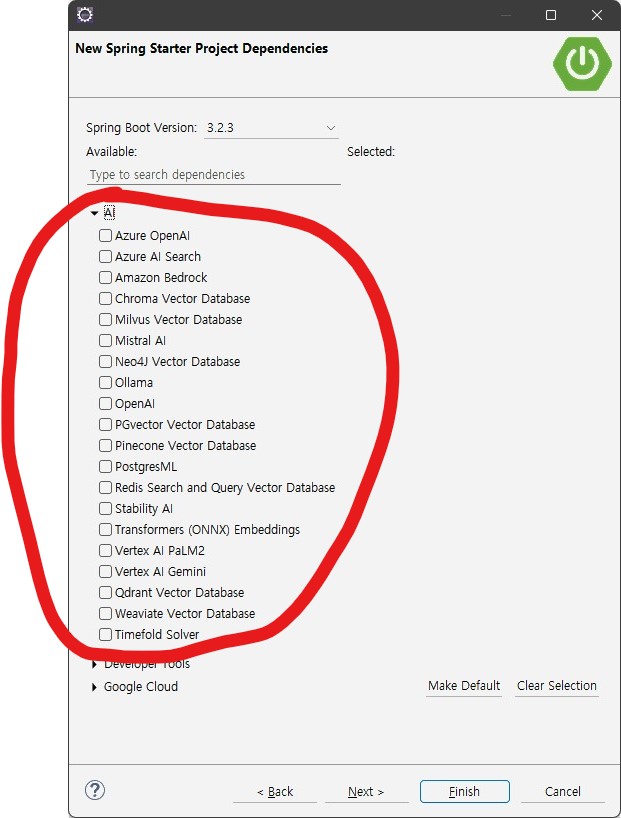 New Spring Starter Project Dependencies
Spring Boot Version: 3.2.3
Available: Selected:
Type to search dependencies
AI
Azure OpenAI
Azure AI Search
Amazon Bedrock
Chroma Vector Database
Milvus Vector Database
Mistral AI
Neo4J Vector Database
Ollama
OpenAI
PGvector Vector Database
Pinecone Vector Database
PostgresML
Redis Search and Query Vector Database
Stability AI
Transformers (ONNX) Embeddings
Vertex AI PaLM2
Vertex AI Gemini
Qdrant Vector Database
Weaviate Vector Database
Timefold Solver
Developer Tools
Google Cloud
Make Default Clear Selection
? < Back Next > Finish Cancel